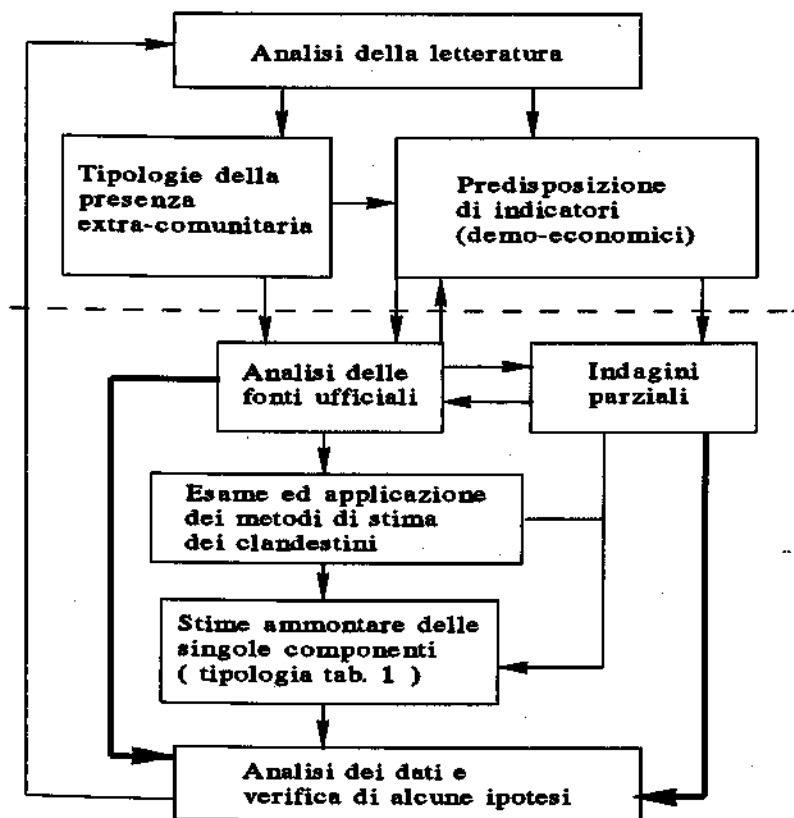 Analisi della letteratura
Tipologie della
presenza
extra-comunitaria
Predisposizione
di indicatori
(demo-economici)
Analisi delle
fonti ufficiali
Indagini
parziali
Esame ed applicazione
dei metodi di stima
dei clandestini
Stime ammontare delle
singole componenti
( tipologia tab. 1 )
Analisi dei dati e
verifica di alcune ipotesi